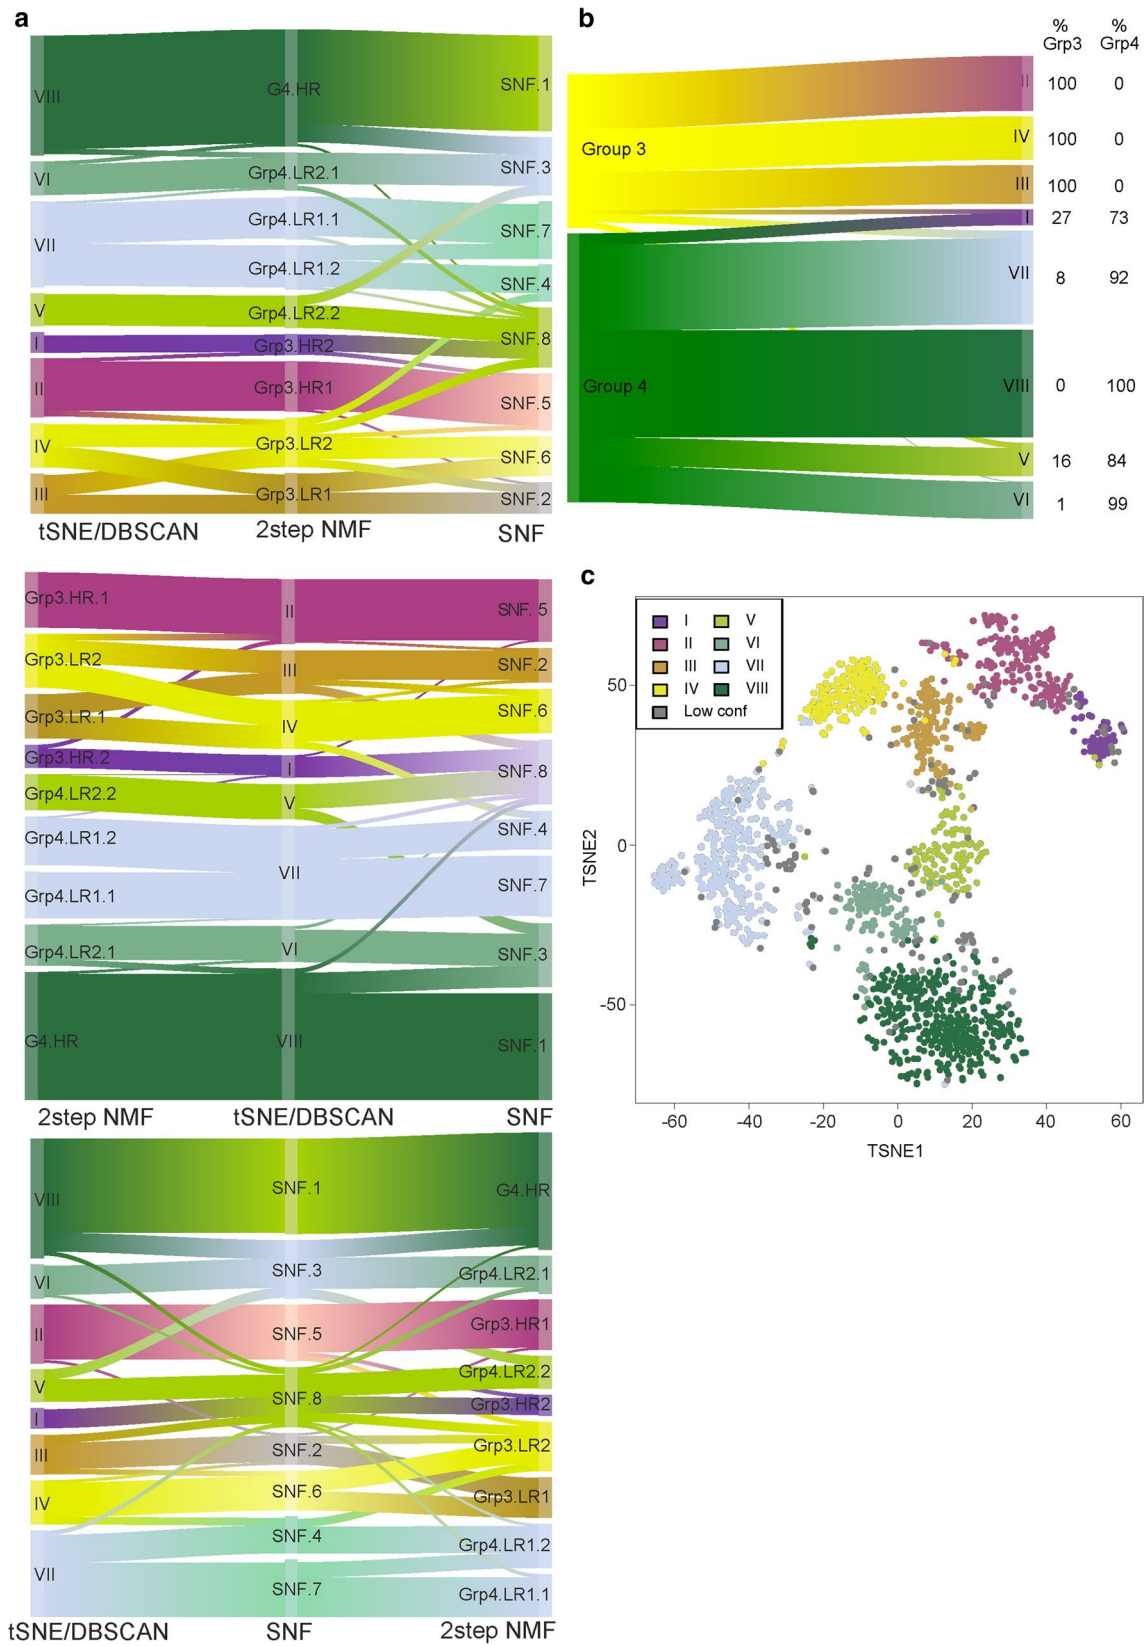 a
VIII
VI
VII
V
I
II
IV
III
G4.HR
Grp4.LR2.1
Grp4.LR1.1
Grp4.LR1.2
Grp4.LR2.2
Grp3.HR2
Grp3.HR1
Grp3.LR2
Grp3.LR1
SNF.1
SNF.3
SNF.7
SNF.4
SNF.8
SNF.5
SNF.6
SNF.2
tSNE/DBSCAN
2step NMF
SNF
Grp3.HR.1
Grp3.LR2
Grp3.LR.1
Grp3.HR.2
Grp4.LR2.2
Grp4.LR1.2
Grp4.LR1.1
Grp4.LR2.1
G4.HR
II
III
IV
I
V
VII
VI
VIII
SNF. 5
SNF.2
SNF.6
SNF.8
SNF.4
SNF.7
SNF.3
SNF.1
2step NMF
tSNE/DBSCAN
SNF
VIII
VI
II
V
I
III
IV
VII
SNF.1
SNF.3
SNF.5
SNF.8
SNF.2
SNF.6
SNF.4
SNF.7
G4.HR
Grp4.LR2.1
Grp3.HR1
Grp4.LR2.2
Grp3.HR2
Grp3.LR2
Grp3.LR1
Grp4.LR1.2
Grp4.LR1.1
tSNE/DBSCAN
SNF
2step NMF
b
%
Grp3
%
Grp4
Group 3
Group 4
II 100 0
IV 100 0
III 100 0
I 27 73
VII 8 92
VIII 0 100
V 16 84
VI 1 99
c
I
II
III
IV
V
VI
VII
VIII
Low conf
50
0
-50
TSNE2
-60 -40 -20 0 20 40 60
TSNE1